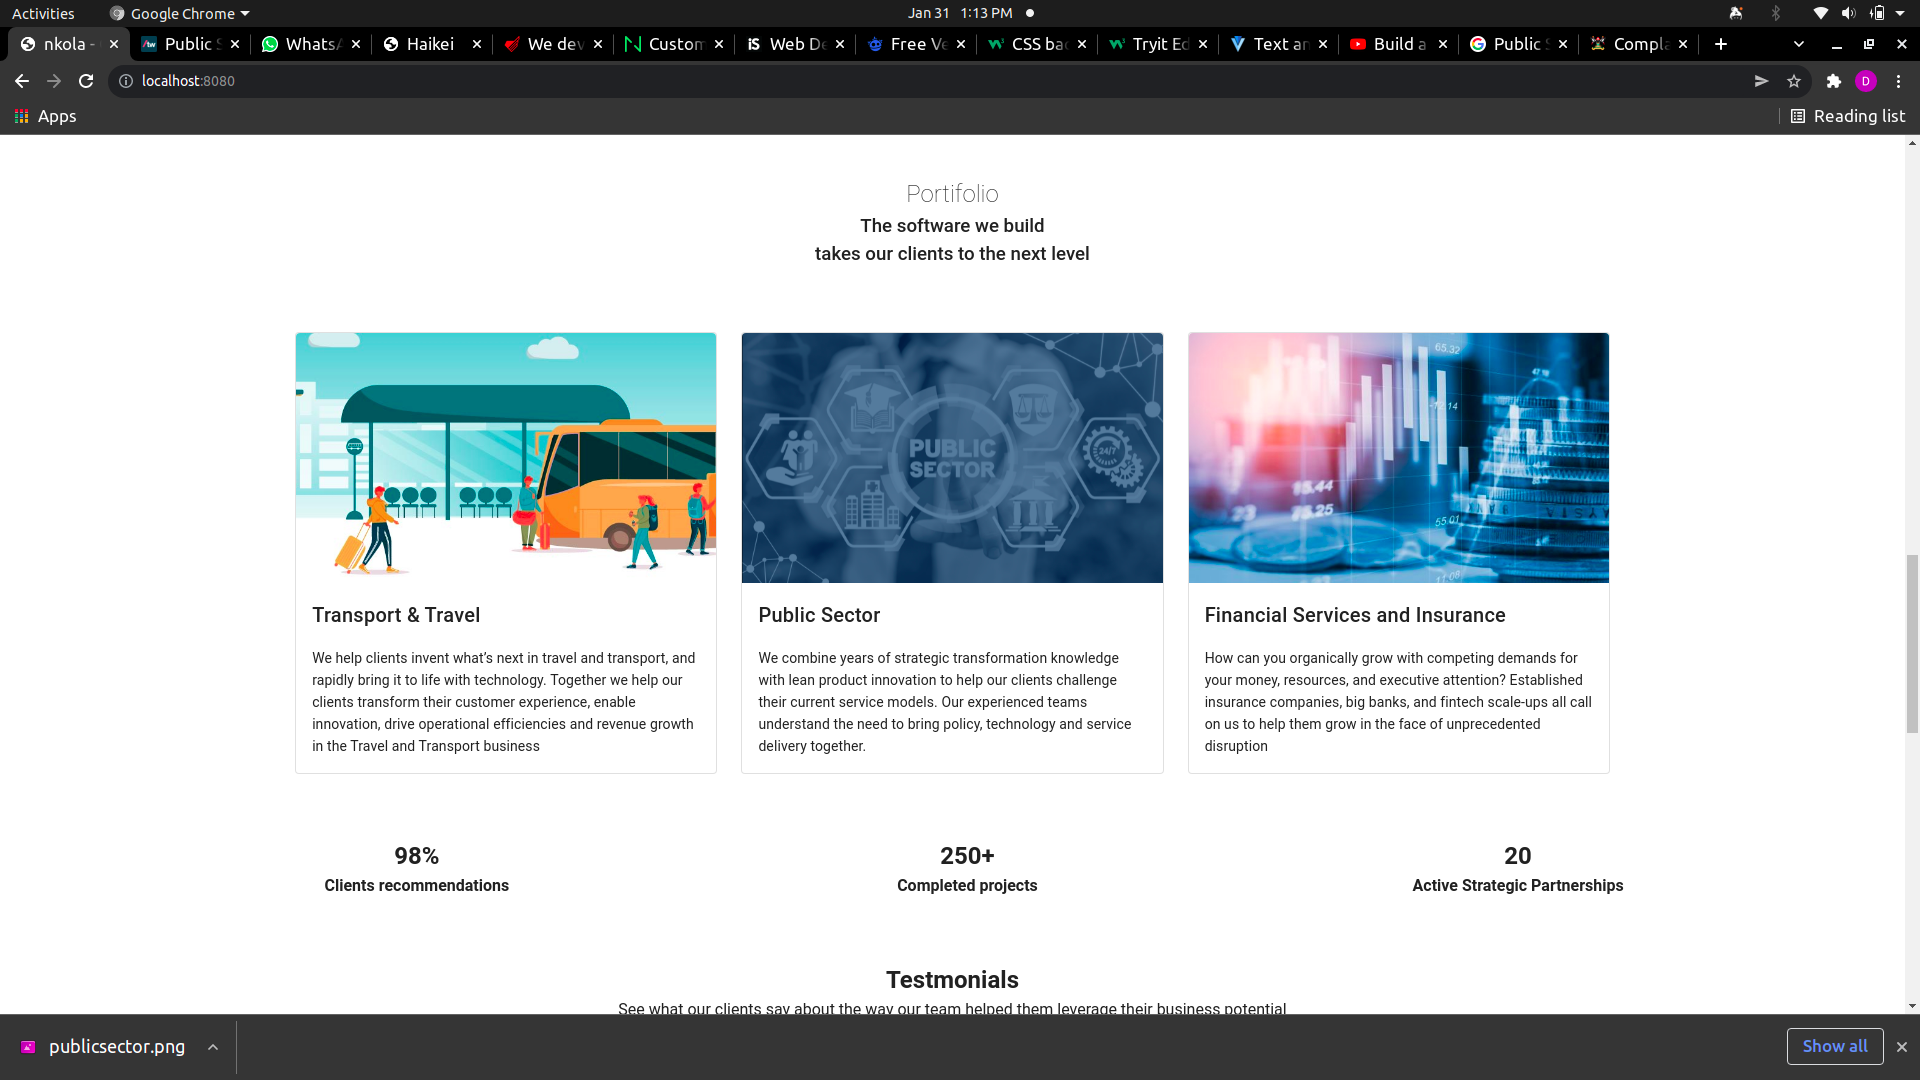 Activities
Google Chrome
Jan 31 1:13 PM
nkola -
Public S
WhatsA
Haikei
We dev
Custom
iS Web De
Free Ve
CSS bac
Tryit Ed
Text an
Build a
Public S
Compla
localhost:8080
D
Apps
Reading list
Portifolio
The software we build
takes our clients to the next level
PUBLIC
SECTOR
24/7
65.32
55.01
11.06
Transport & Travel
We help clients invent what's next in travel and transport, and
rapidly bring it to life with technology. Together we help our
clients transform their customer experience, enable
innovation, drive operational efficiencies and revenue growth
in the Travel and Transport business
Public Sector
We combine years of strategic transformation knowledge
with lean product innovation to help our clients challenge
their current service models. Our experienced teams
understand the need to bring policy, technology and service
delivery together.
Financial Services and Insurance
How can you organically grow with competing demands for
your money, resources, and executive attention? Established
insurance companies, big banks, and fintech scale-ups all call
on us to help them grow in the face of unprecedented
disruption
98%
Clients recommendations
250+
Completed projects
20
Active Strategic Partnerships
Testmonials
See what our clients say about the way our team helped them leverage their business potential
publicsector.png
Show all